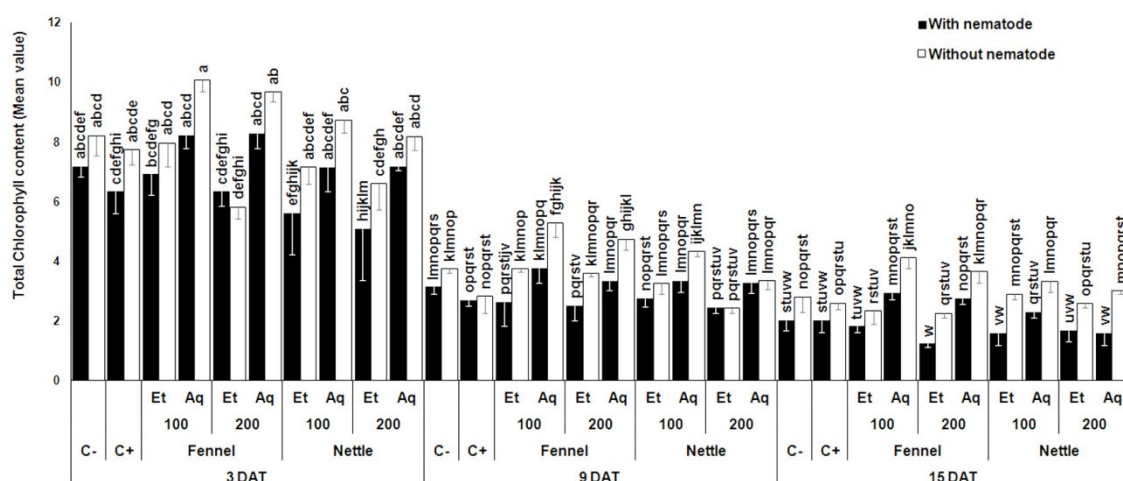 Total Chlorophyll content (Mean value)
12
10
8
6
4
2
0
With nematode
Without nematode
abcdef
abcd
cdefghi
abcde
bcdefg
abcd
abcd
a
cdefghi
defghi
abcd
ab
efghijk
abcdef
abcdef
abc
hijklm
cdefgh
abcdef
abcd
lmnopqrs
klmnop
opqrst
nopqrst
pqrstijv
klmnop
klmnopq
fghijk
pqrstv
klmnopqr
lmnopqr
ghijkl
nopqrst
lmnopqrs
lmnopqr
ijklmn
pqrstuv
pqrstuv
lmnopqrs
lmnopqr
stuvw
nopqrst
stuvw
opqrstu
tuvw
rstuv
mnopqrst
jklmno
w
qrstuv
nopqrst
klmnopqr
vw
mnopqrst
qrstuv
lmnopqr
uvw
opqrstu
vw
mnopqrst
Et Aq Et Aq Et Aq Et Aq Et Aq Et Aq Et Aq Et Aq Et Aq Et Aq Et Aq Et Aq
100 200 100 200 100 200 100 200 100 200 100 200
C- C+ Fennel Nettle C- C+ Fennel Nettle C- C+ Fennel Nettle
3 DAT 9 DAT 15 DAT